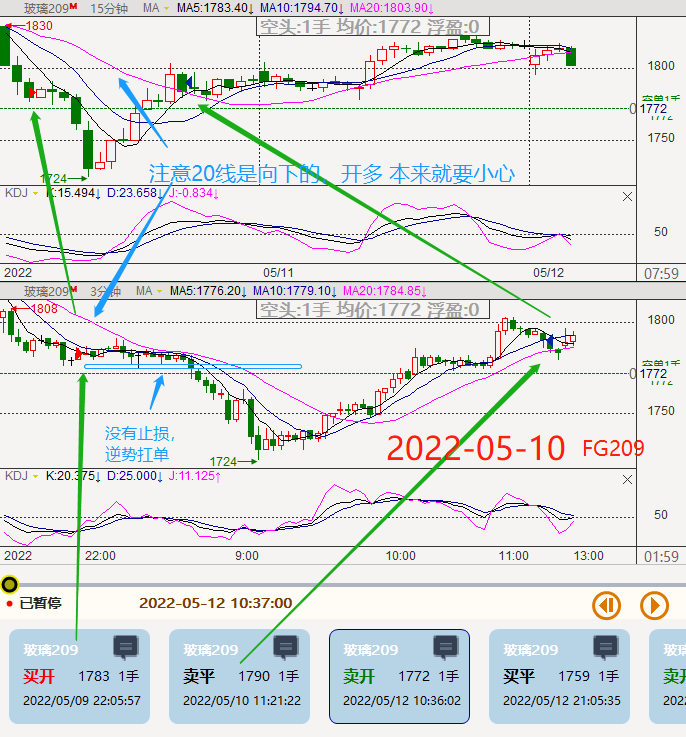 玻璃209M 15分钟 MA MA5:1783.40↓ MA10:1794.70↓ MA20:1803.90↓
空头:1手 均价:1772 浮盈:0
1830
1800
1772
1750
1724
注意20线是向下的。 开多 本来就要小心
KDJ K:15.494↓ D:23.658↓ J:-0.834↓
50
2022 05/11 05/12 07:59
玻璃209M 3分钟 MA MA5:1776.20↓ MA10:1779.10↓ MA20:1784.85↓
空头:1手 均价:1772 浮盈:0
1808
1800
1772
1750
没有止损,
逆势扛单
1724
2022-05-10 FG209
KDJ K:20.375↓ D:25.000↓ J:11.125↑
50
2022 22:00 9:00 10:00 11:00 13:00 01:59
已暂停 2022-05-12 10:37:00
玻璃209 玻璃209 玻璃209 玻璃209 玻璃
买开 1783 1手 卖平 1790 1手 卖开 1772 1手 买平 1759 1手
2022/05/09 22:05:57 2022/05/10 11:21:22 2022/05/12 10:36:02 2022/05/12 21:05:35 2022